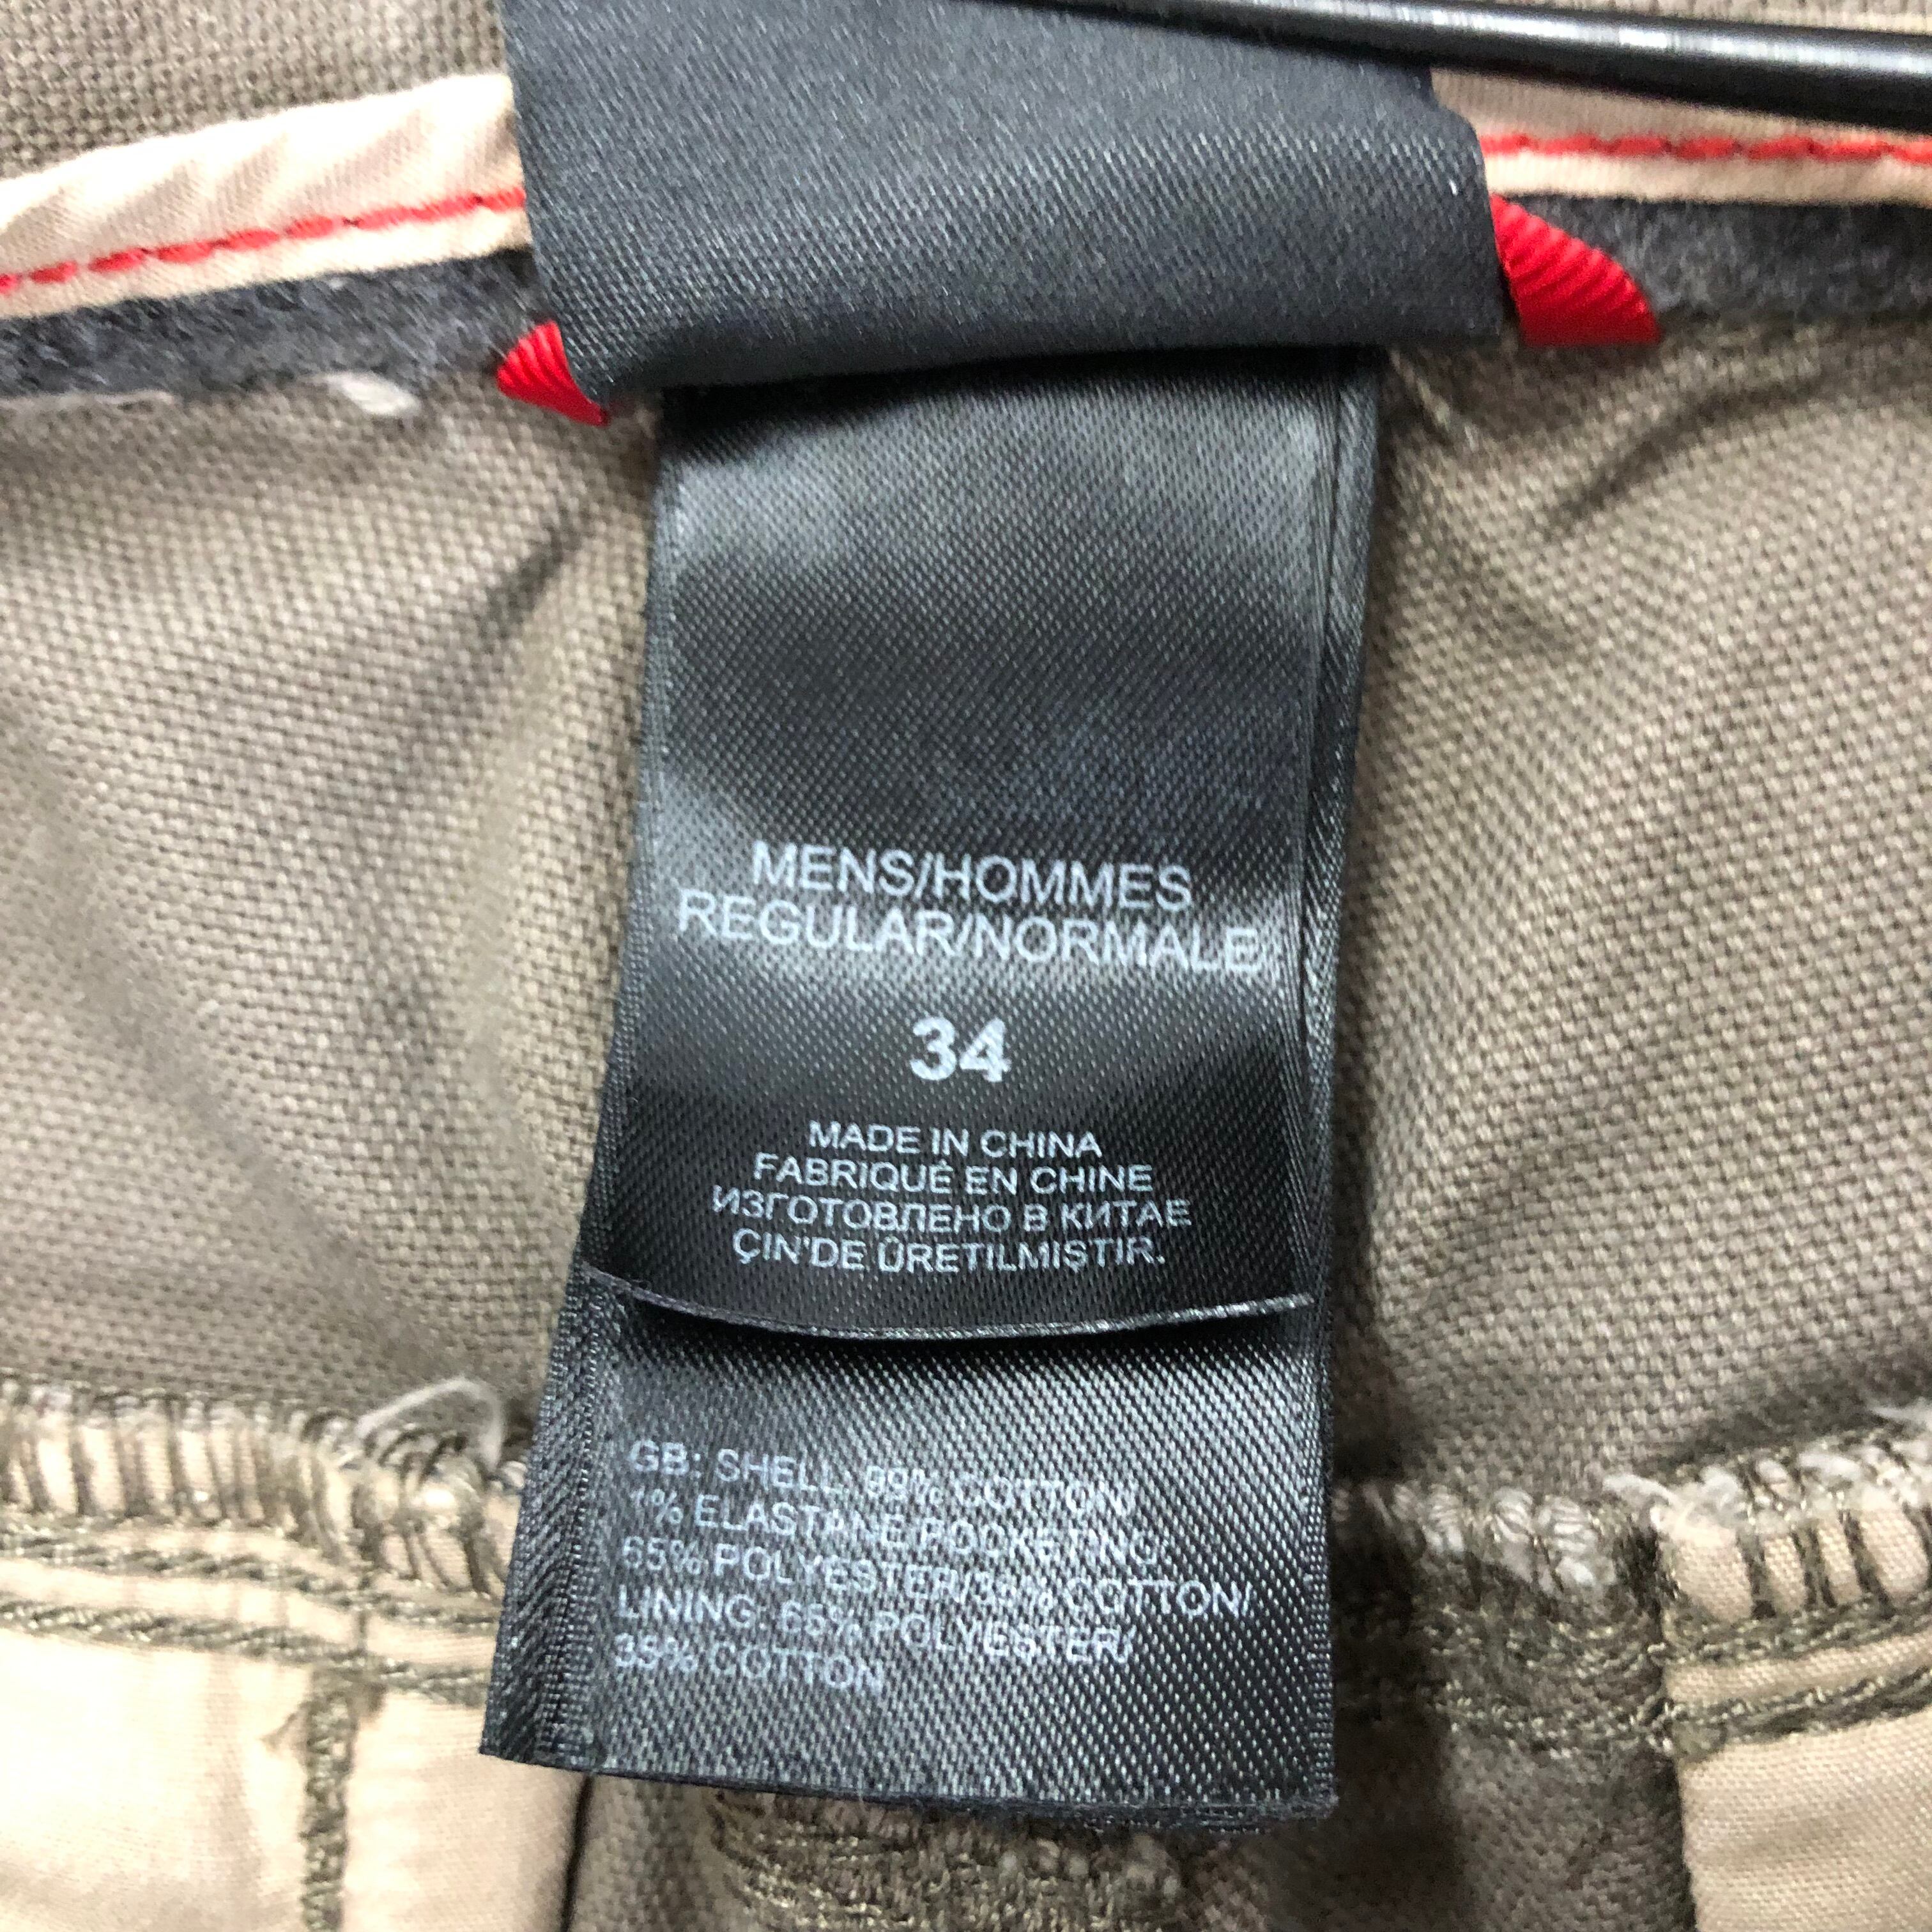 MENS/HOMMES
REGULAR/NORMALE
34
MADE IN CHINA
FABRIQUÉ EN CHINE
ИЗГОТОВЛЕНО В КИТАЕ
ÇIN'DE ÜRETILMIŞTIR.
GB: SHELL: 99% COTTON/
1% ELASTANE/POCKETING:
65% POLYESTER/35% COTTON/
LINING: 65% POLYESTER/
35% COTTON